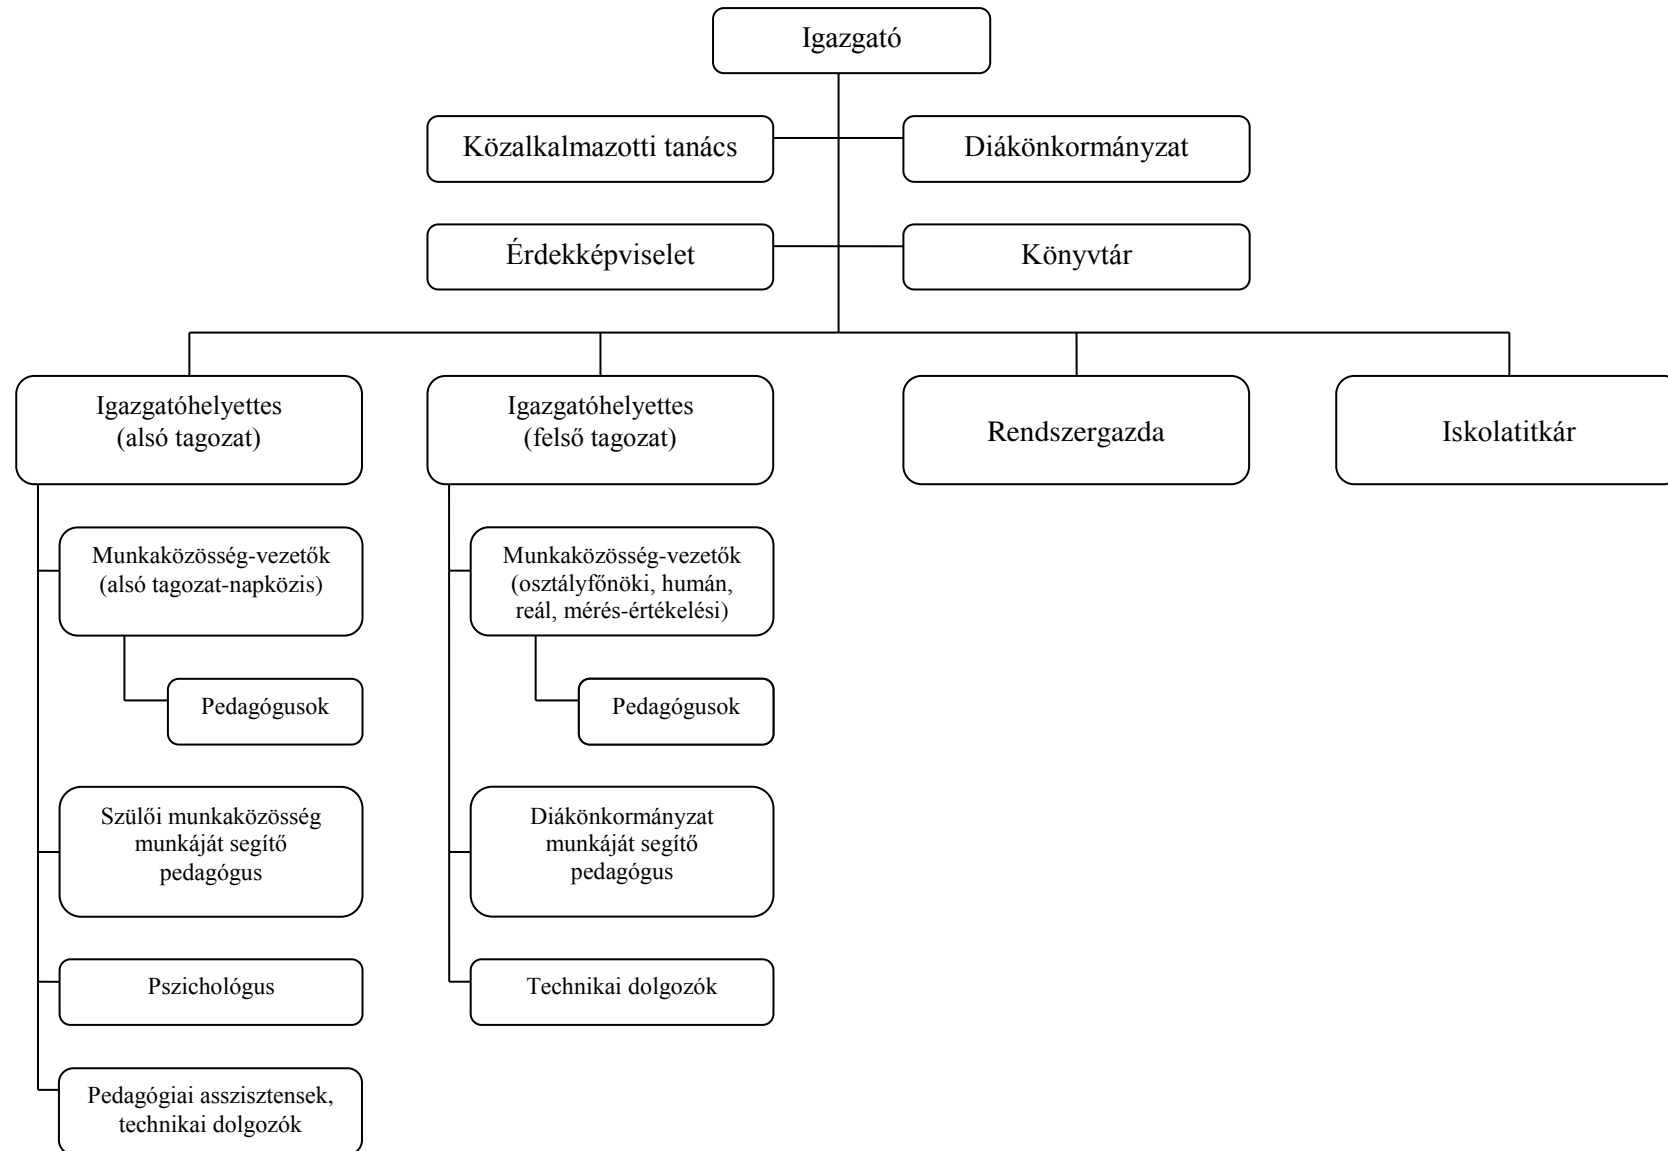 Igazgató
Közalkalmazotti tanács
Diákönkormányzat
Érdekképviselet
Könyvtár
Igazgatóhelyettes
(alsó tagozat)
Igazgatóhelyettes
(felső tagozat)
Rendszergazda
Iskolatitkár
Munkaközösség-vezetők
(alsó tagozat-napközis)
Munkaközösség-vezetők
(osztályfőnöki, humán,
reál, mérés-értékelési)
Pedagógusok
Pedagógusok
Szülői munkaközösség
munkáját segítő
pedagógus
Diákönkormányzat
munkáját segítő
pedagógus
Pszichológus
Technikai dolgozók
Pedagógiai asszisztensek,
technikai dolgozók